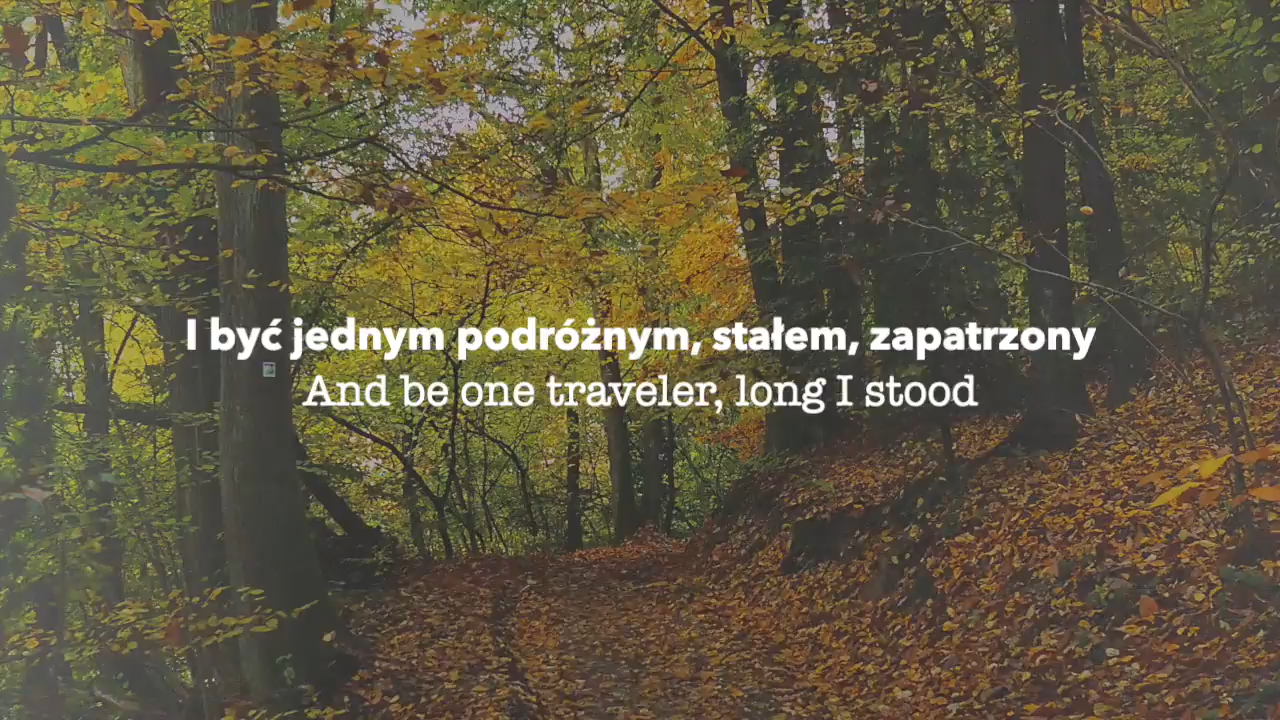 I być jednym podróżnym, stałem, zapatrzony
And be one traveler, long I stood